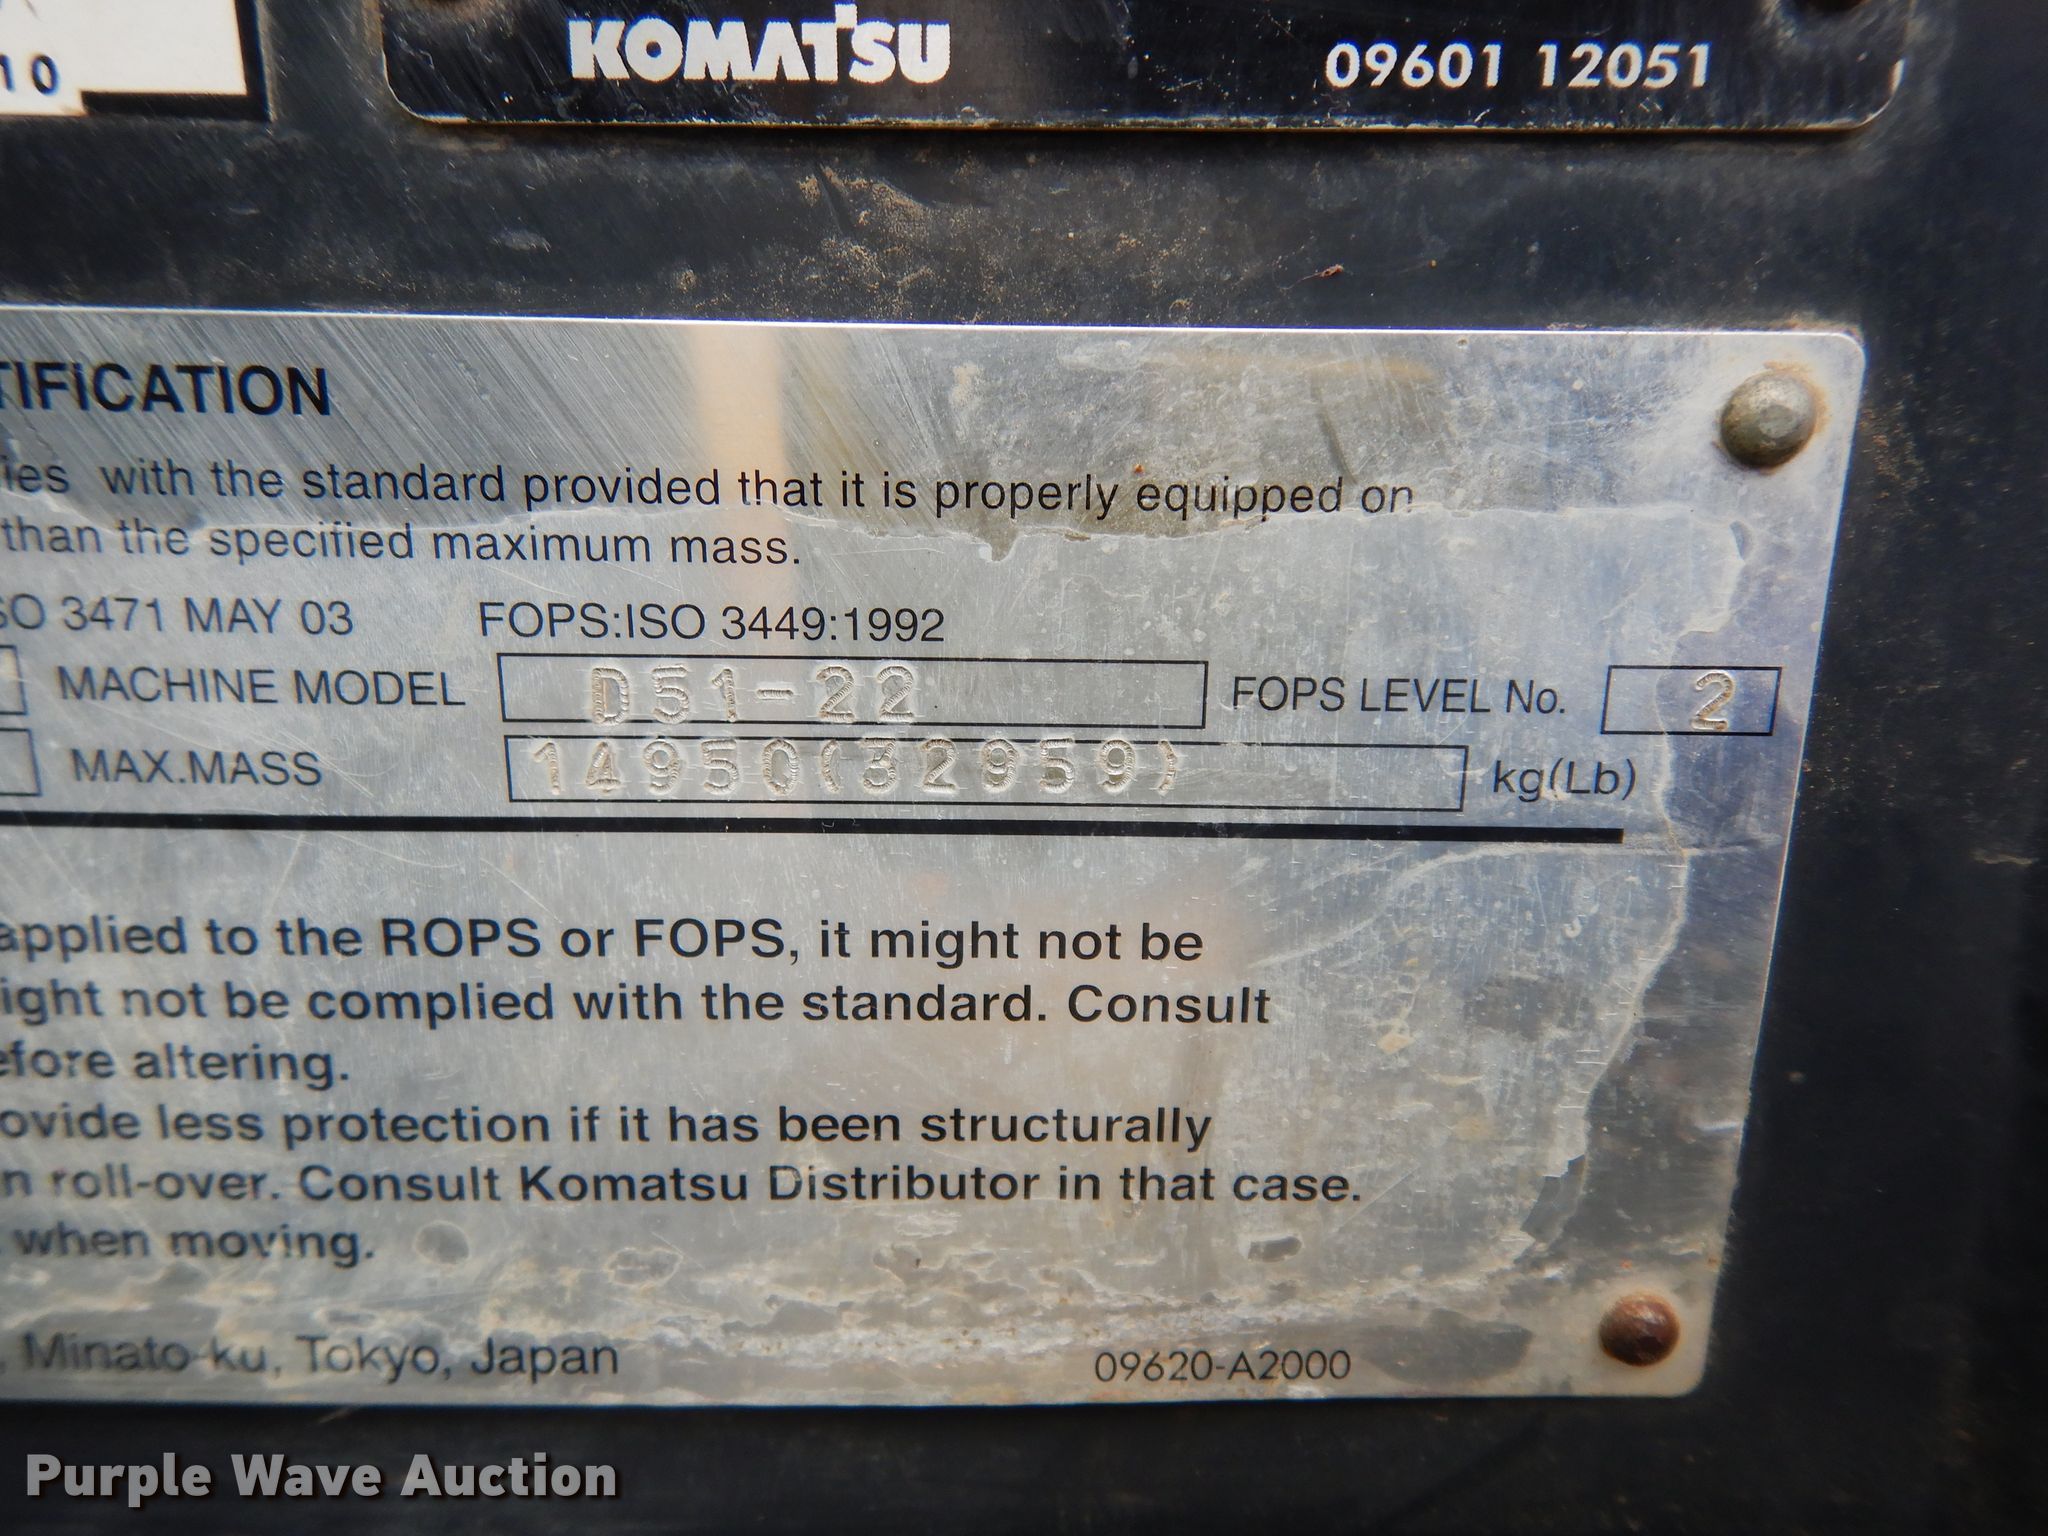 10
KOMATSU
09601 12051
TIFICATION
lies with the standard provided that it is properly equipped on
than the specified maximum mass.
SO 3471 MAY 03 FOPS:ISO 3449:1992
MACHINE MODEL D51-22 FOPS LEVEL No. 2
MAX.MASS 14950(32959) kg(Lb)
applied to the ROPS or FOPS, it might not be
ight not be complied with the standard. Consult
efore altering.
ovide less protection if it has been structurally
n roll-over. Consult Komatsu Distributor in that case.
when moving.
, Minato-ku, Tokyo, Japan
09620-A2000
Purple Wave Auction